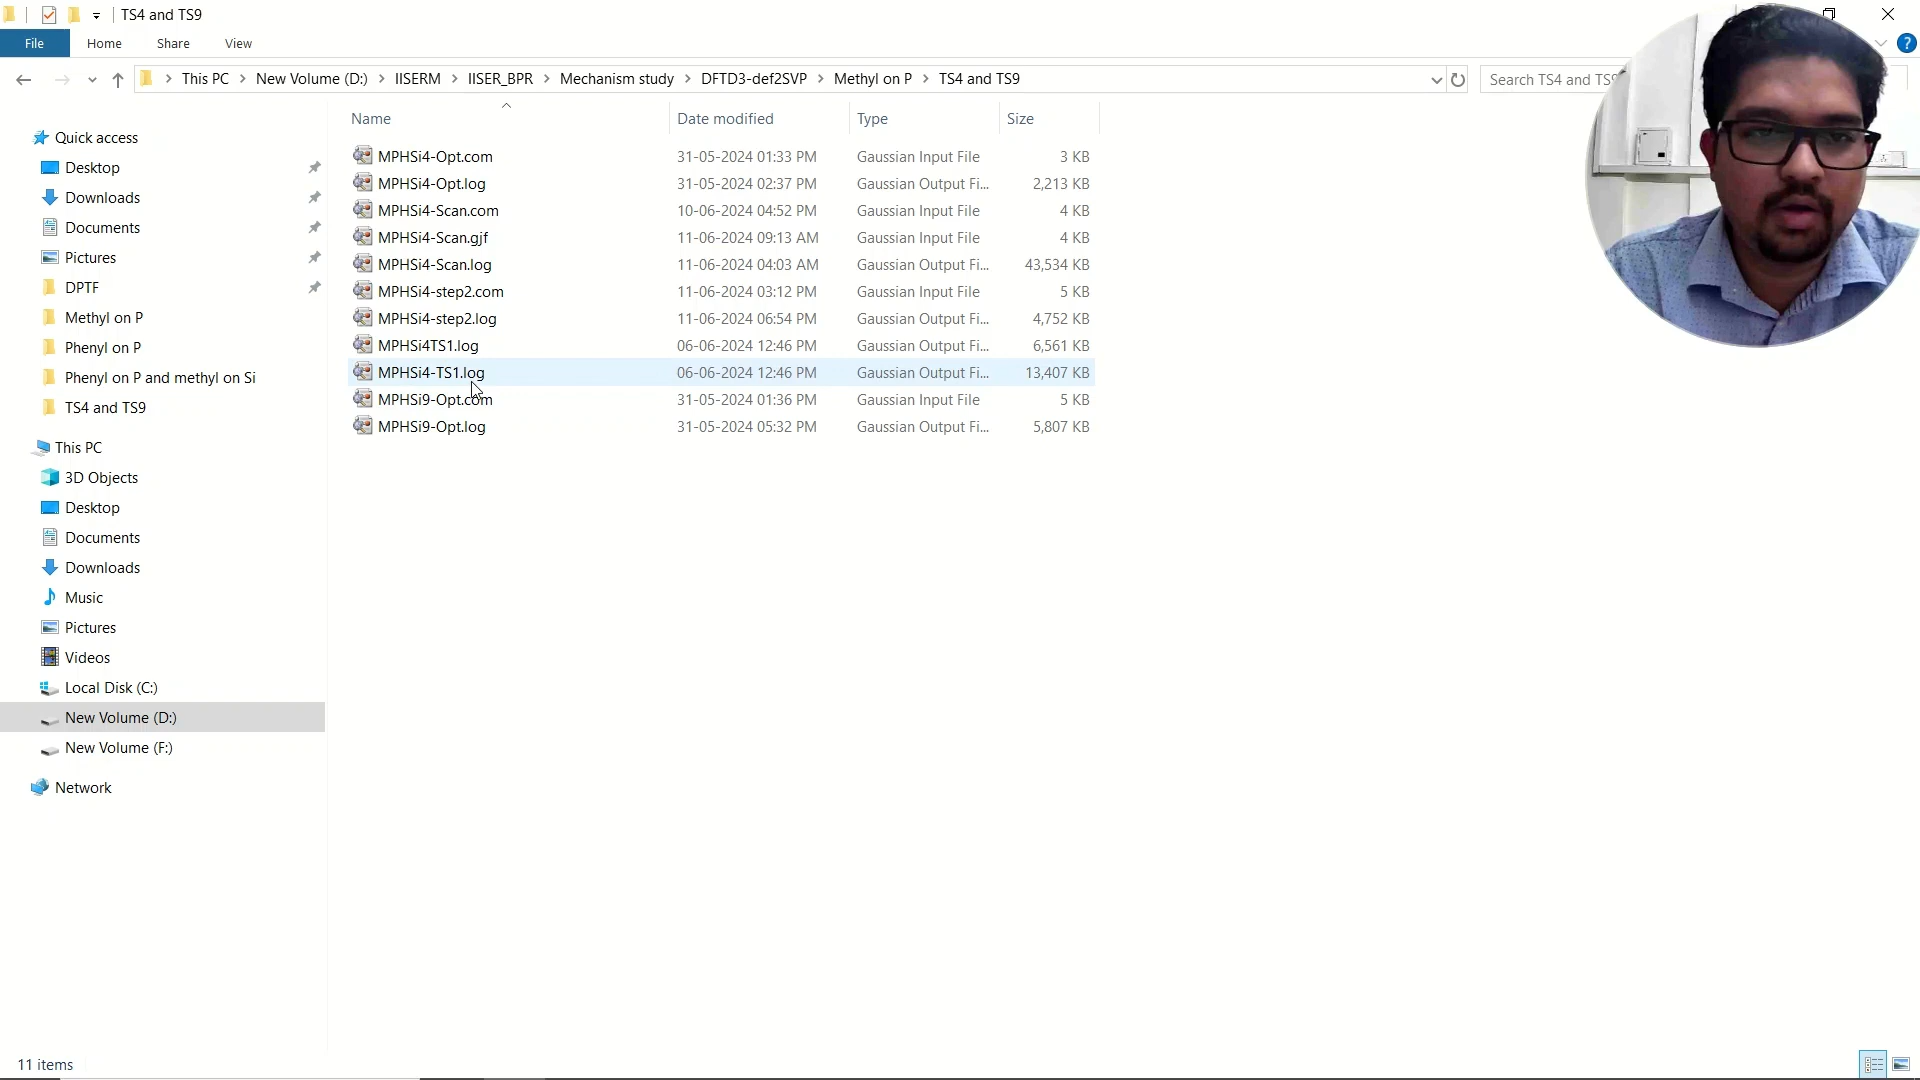 TS4 and TS9
File Home Share View
This PC New Volume (D:) IISERM IISER_BPR Mechanism study DFTD3-def2SVP Methyl on P TS4 and TS9
Search TS4 and TS9
Name Date modified Type Size
Quick access
Desktop
Downloads
Documents
Pictures
DPTF
Methyl on P
Phenyl on P
Phenyl on P and methyl on Si
TS4 and TS9
This PC
3D Objects
Desktop
Documents
Downloads
Music
Pictures
Videos
Local Disk (C:)
New Volume (D:)
New Volume (F:)
Network
MPHSi4-Opt.com 31-05-2024 01:33 PM Gaussian Input File 3 KB
MPHSi4-Opt.log 31-05-2024 02:37 PM Gaussian Output Fi... 2,213 KB
MPHSi4-Scan.com 10-06-2024 04:52 PM Gaussian Input File 4 KB
MPHSi4-Scan.gjf 11-06-2024 09:13 AM Gaussian Input File 4 KB
MPHSi4-Scan.log 11-06-2024 04:03 AM Gaussian Output Fi... 43,534 KB
MPHSi4-step2.com 11-06-2024 03:12 PM Gaussian Input File 5 KB
MPHSi4-step2.log 11-06-2024 06:54 PM Gaussian Output Fi... 4,752 KB
MPHSi4TS1.log 06-06-2024 12:46 PM Gaussian Output Fi... 6,561 KB
MPHSi4-TS1.log 06-06-2024 12:46 PM Gaussian Output Fi... 13,407 KB
MPHSi9-Opt.com 31-05-2024 01:36 PM Gaussian Input File 5 KB
MPHSi9-Opt.log 31-05-2024 05:32 PM Gaussian Output Fi... 5,807 KB
11 items